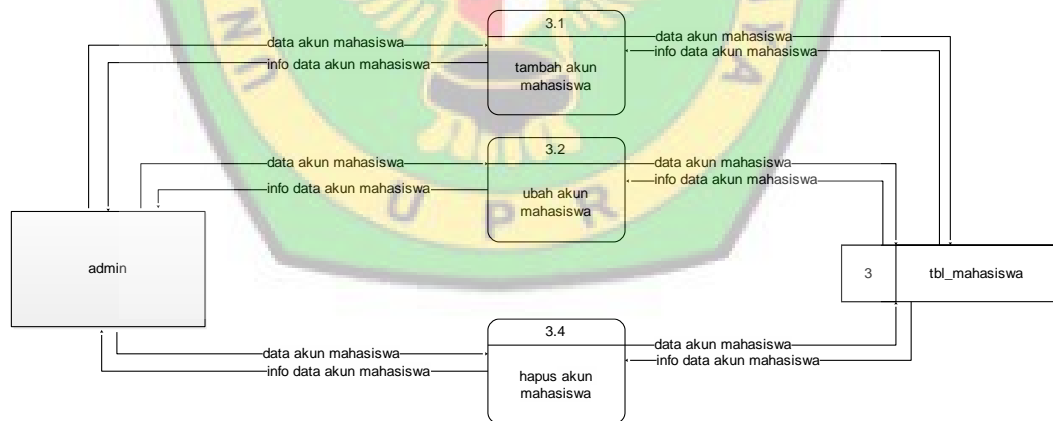 3.1
data akun mahasiswa
data akun mahasiswa
info data akun mahasiswa
info data akun mahasiswa
tambah akun
mahasiswa
3.2
data akun mahasiswa
data akun mahasiswa
info data akun mahasiswa
info data akun mahasiswa
ubah akun
mahasiswa
U P R
admin
3
tbl_mahasiswa
3.4
data akun mahasiswa
data akun mahasiswa
info data akun mahasiswa
info data akun mahasiswa
hapus akun
mahasiswa